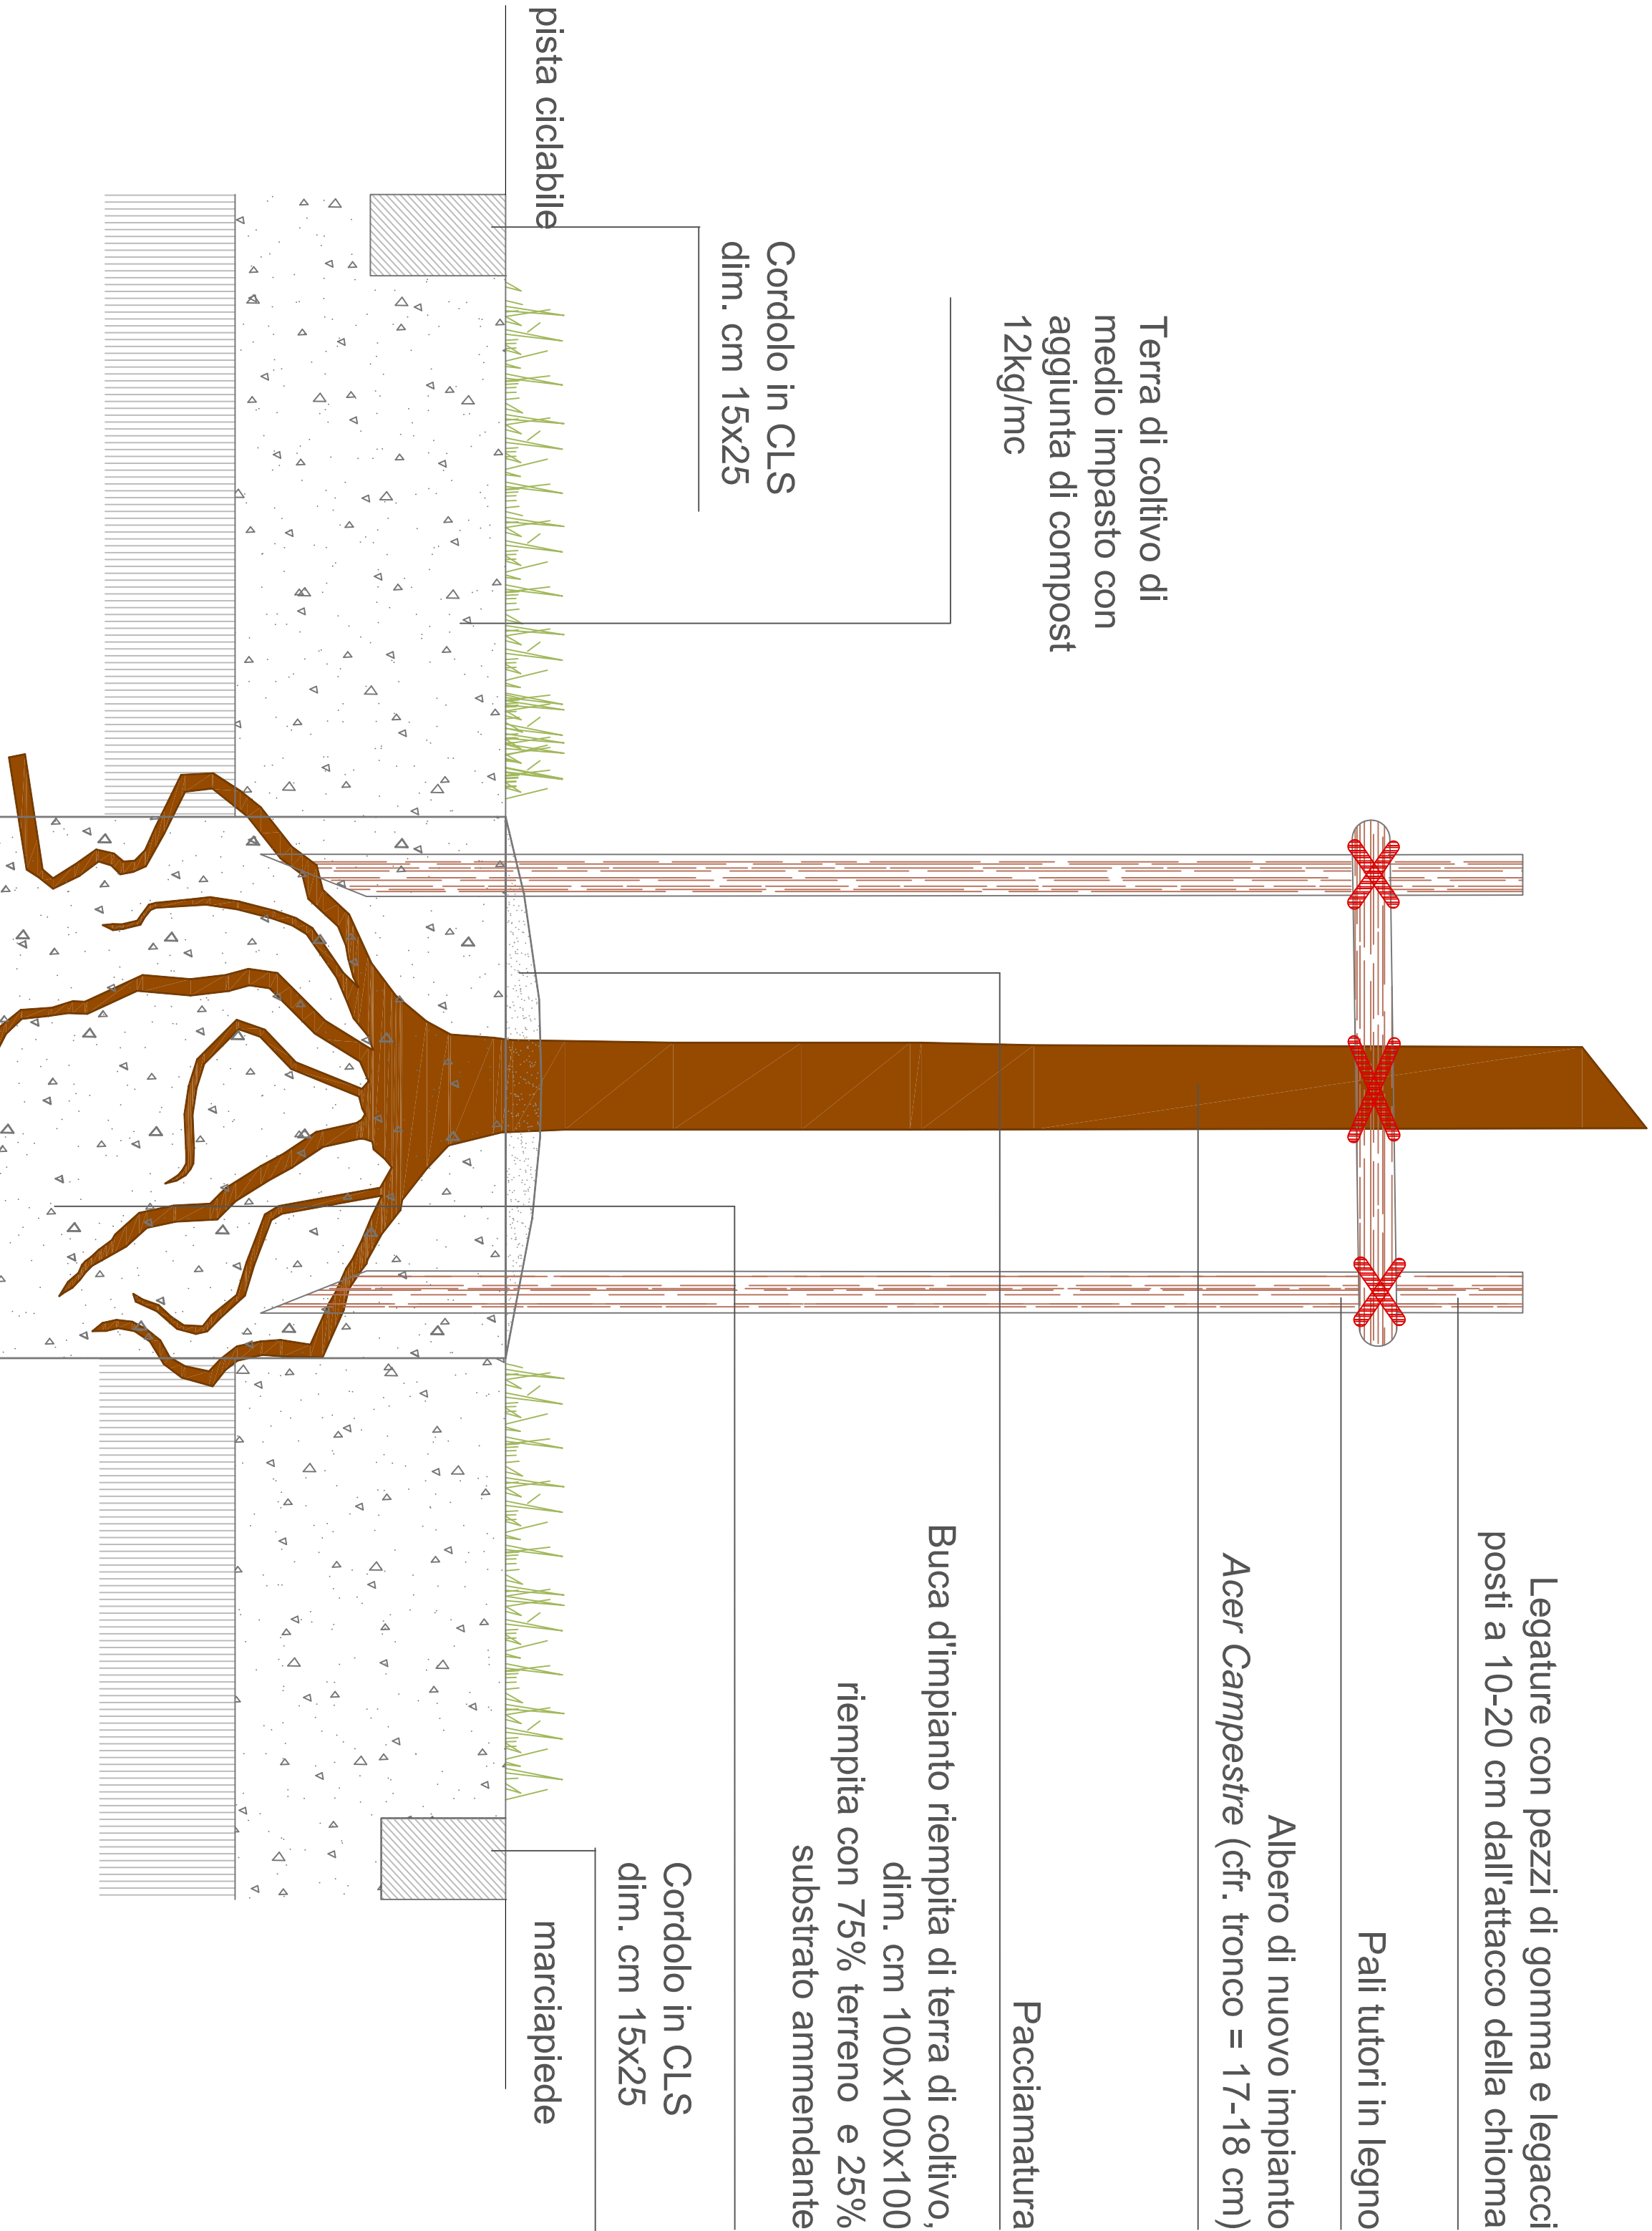 Legature con pezzi di gomma e legacci
posti a 10-20 cm dall'attacco della chioma
Pali tutori in legno
Albero di nuovo impianto
Acer Campestre (cfr. tronco = 17-18 cm)
Terra di coltivo di
medio impasto con
aggiunta di compost
12kg/mc
Pacciamatura
Buca d'impianto riempita di terra di coltivo,
dim. cm 100x100x100
riempita con 75% terreno e 25%
substrato ammendante
Cordolo in CLS
dim. cm 15x25
Cordolo in CLS
dim. cm 15x25
pista ciclabile
marciapiede